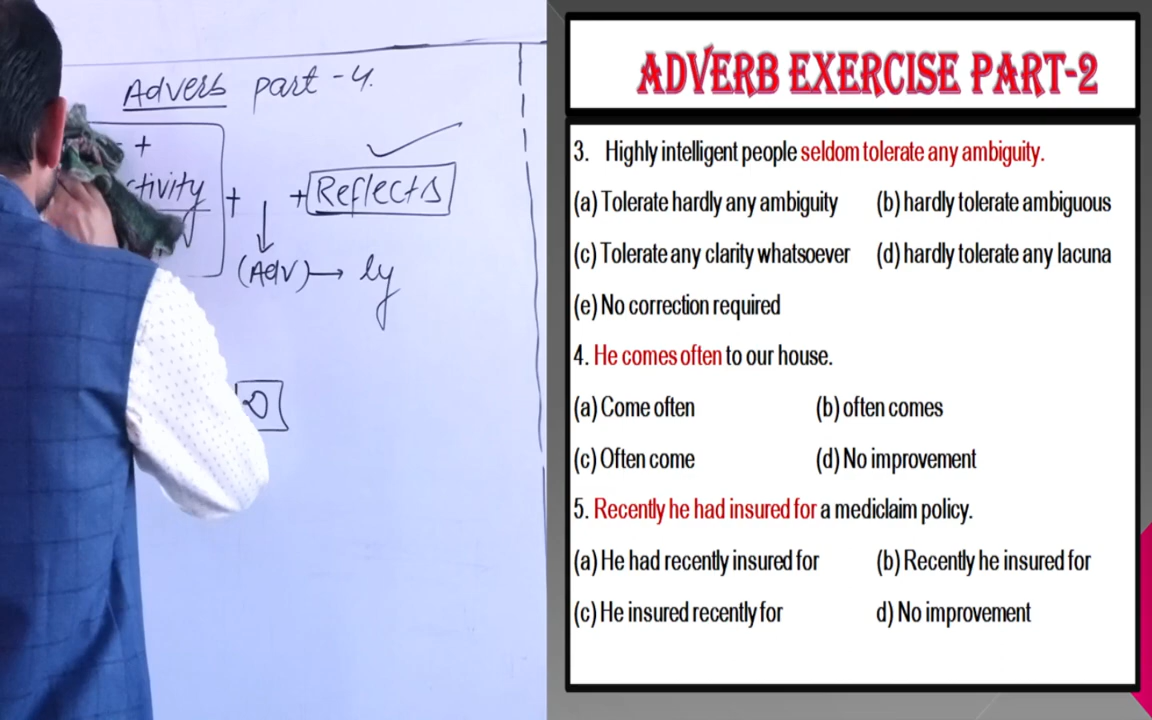 Adverb part - 4.
+
ctivity + + Reflects
(Adv) → ly
ADVERB EXERCISE PART-2
3. Highly intelligent people seldom tolerate any ambiguity.
(a) Tolerate hardly any ambiguity (b) hardly tolerate ambiguous
(c) Tolerate any clarity whatsoever (d) hardly tolerate any lacuna
(e) No correction required
4. He comes often to our house.
(a) Come often (b) often comes
(c) Often come (d) No improvement
5. Recently he had insured for a mediclaim policy.
(a) He had recently insured for (b) Recently he insured for
(c) He insured recently for d) No improvement